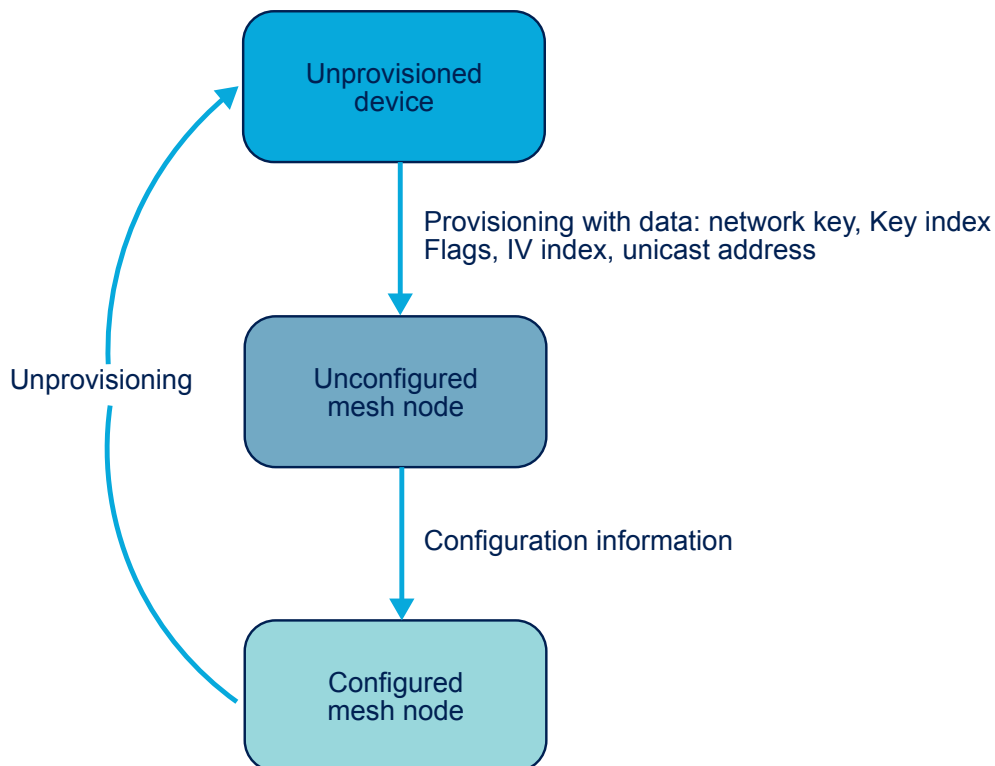 Unprovisioned
device
Provisioning with data: network key, Key index
Flags, IV index, unicast address
Unprovisioning
Unconfigured
mesh node
Configuration information
Configured
mesh node